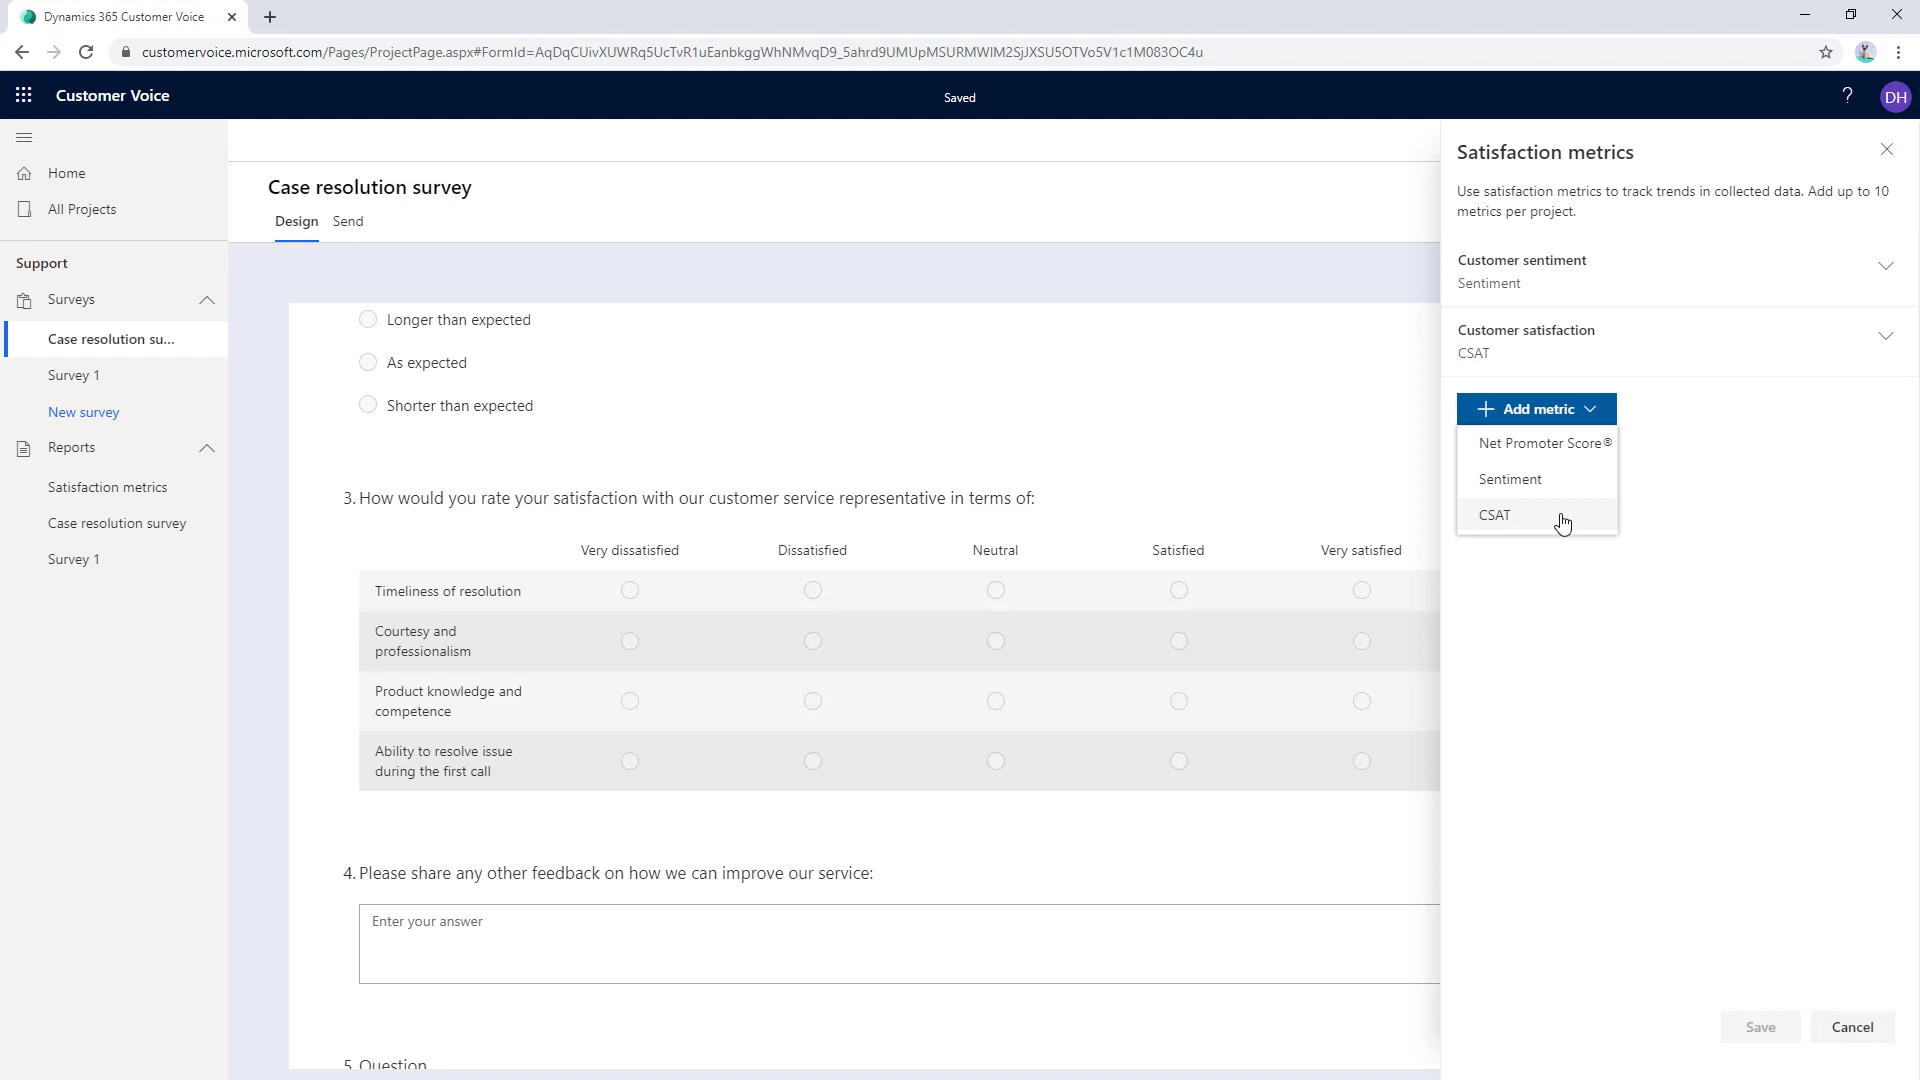 Dynamics 365 Customer Voice
customervoice.microsoft.com/Pages/ProjectPage.aspx#FormId=AqDqCUivXUWRq5UcTvR1uEanbkggWhNMvqD9_5ahrd9UMUpMSURMWlM2SjJXSU5OTVo5V1c1M083OC4u
Customer Voice
Saved
?
DH
Home
All Projects
Support
Surveys
Case resolution su...
Survey 1
New survey
Reports
Satisfaction metrics
Case resolution survey
Survey 1
Case resolution survey
Design
Send
Longer than expected
As expected
Shorter than expected
3. How would you rate your satisfaction with our customer service representative in terms of:
Very dissatisfied
Dissatisfied
Neutral
Satisfied
Very satisfied
Timeliness of resolution
Courtesy and
professionalism
Product knowledge and
competence
Ability to resolve issue
during the first call
4. Please share any other feedback on how we can improve our service:
Enter your answer
5. Question
Satisfaction metrics
Use satisfaction metrics to track trends in collected data. Add up to 10
metrics per project.
Customer sentiment
Sentiment
Customer satisfaction
CSAT
Add metric
Net Promoter Score®
Sentiment
CSAT
Save
Cancel